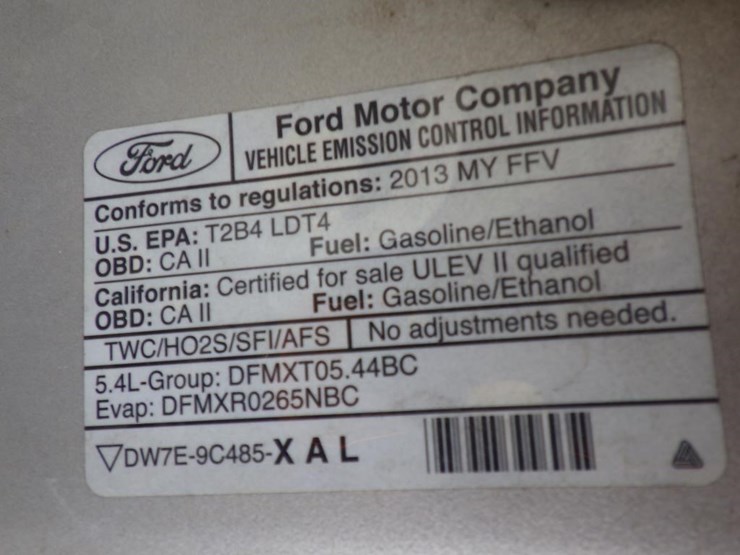 Ford
Ford Motor Company
VEHICLE EMISSION CONTROL INFORMATION
Conforms to regulations: 2013 MY FFV
U.S. EPA: T2B4 LDT4
OBD: CA II Fuel: Gasoline/Ethanol
California: Certified for sale ULEV II qualified
OBD: CA II Fuel: Gasoline/Ethanol
TWC/HO2S/SFI/AFS No adjustments needed.
5.4L-Group: DFMXT05.44BC
Evap: DFMXR0265NBC
▽DW7E-9C485-X A L